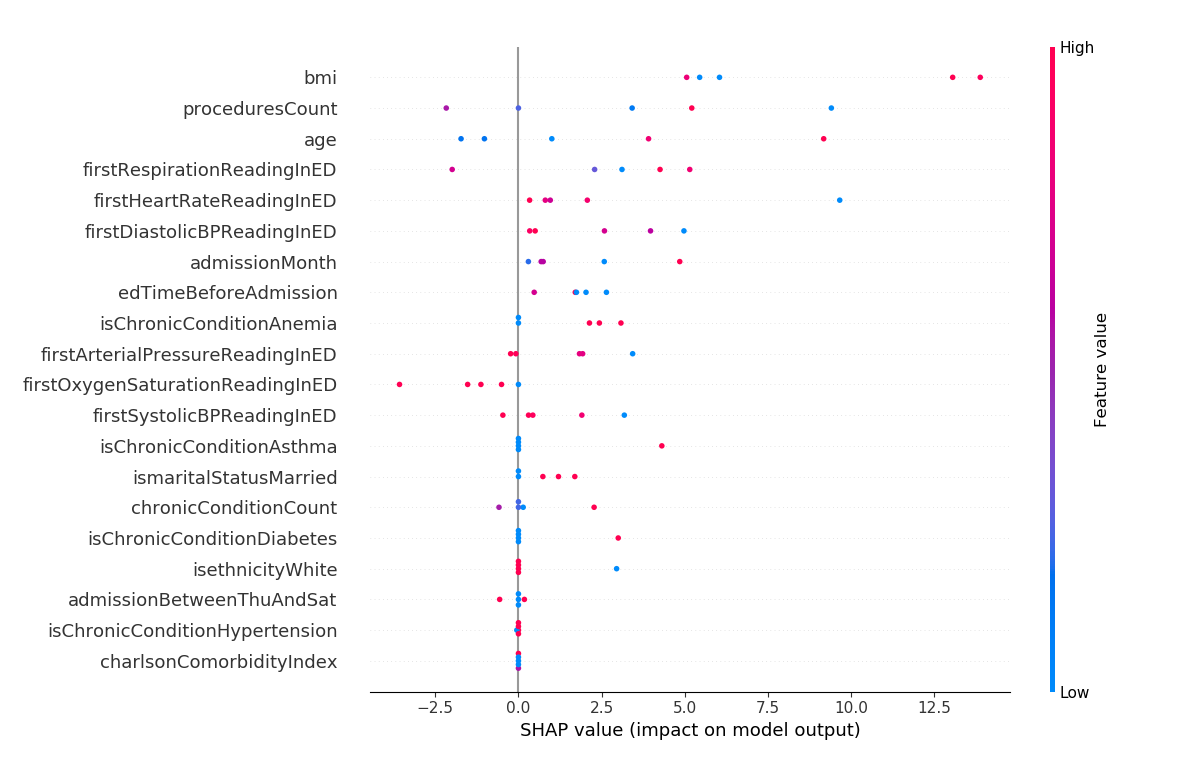 High
bmi
proceduresCount
age
firstRespirationReadingInED
firstHeartRateReadingInED
firstDiastolicBPReadingInED
admissionMonth
edTimeBeforeAdmission
isChronicConditionAnemia
firstArterialPressureReadingInED
firstOxygenSaturationReadingInED
firstSystolicBPReadingInED
isChronicConditionAsthma
ismaritalStatusMarried
chronicConditionCount
isChronicConditionDiabetes
isethnicityWhite
admissionBetweenThuAndSat
isChronicConditionHypertension
charlsonComorbidityIndex
Feature value
Low
−2.5 0.0 2.5 5.0 7.5 10.0 12.5
SHAP value (impact on model output)